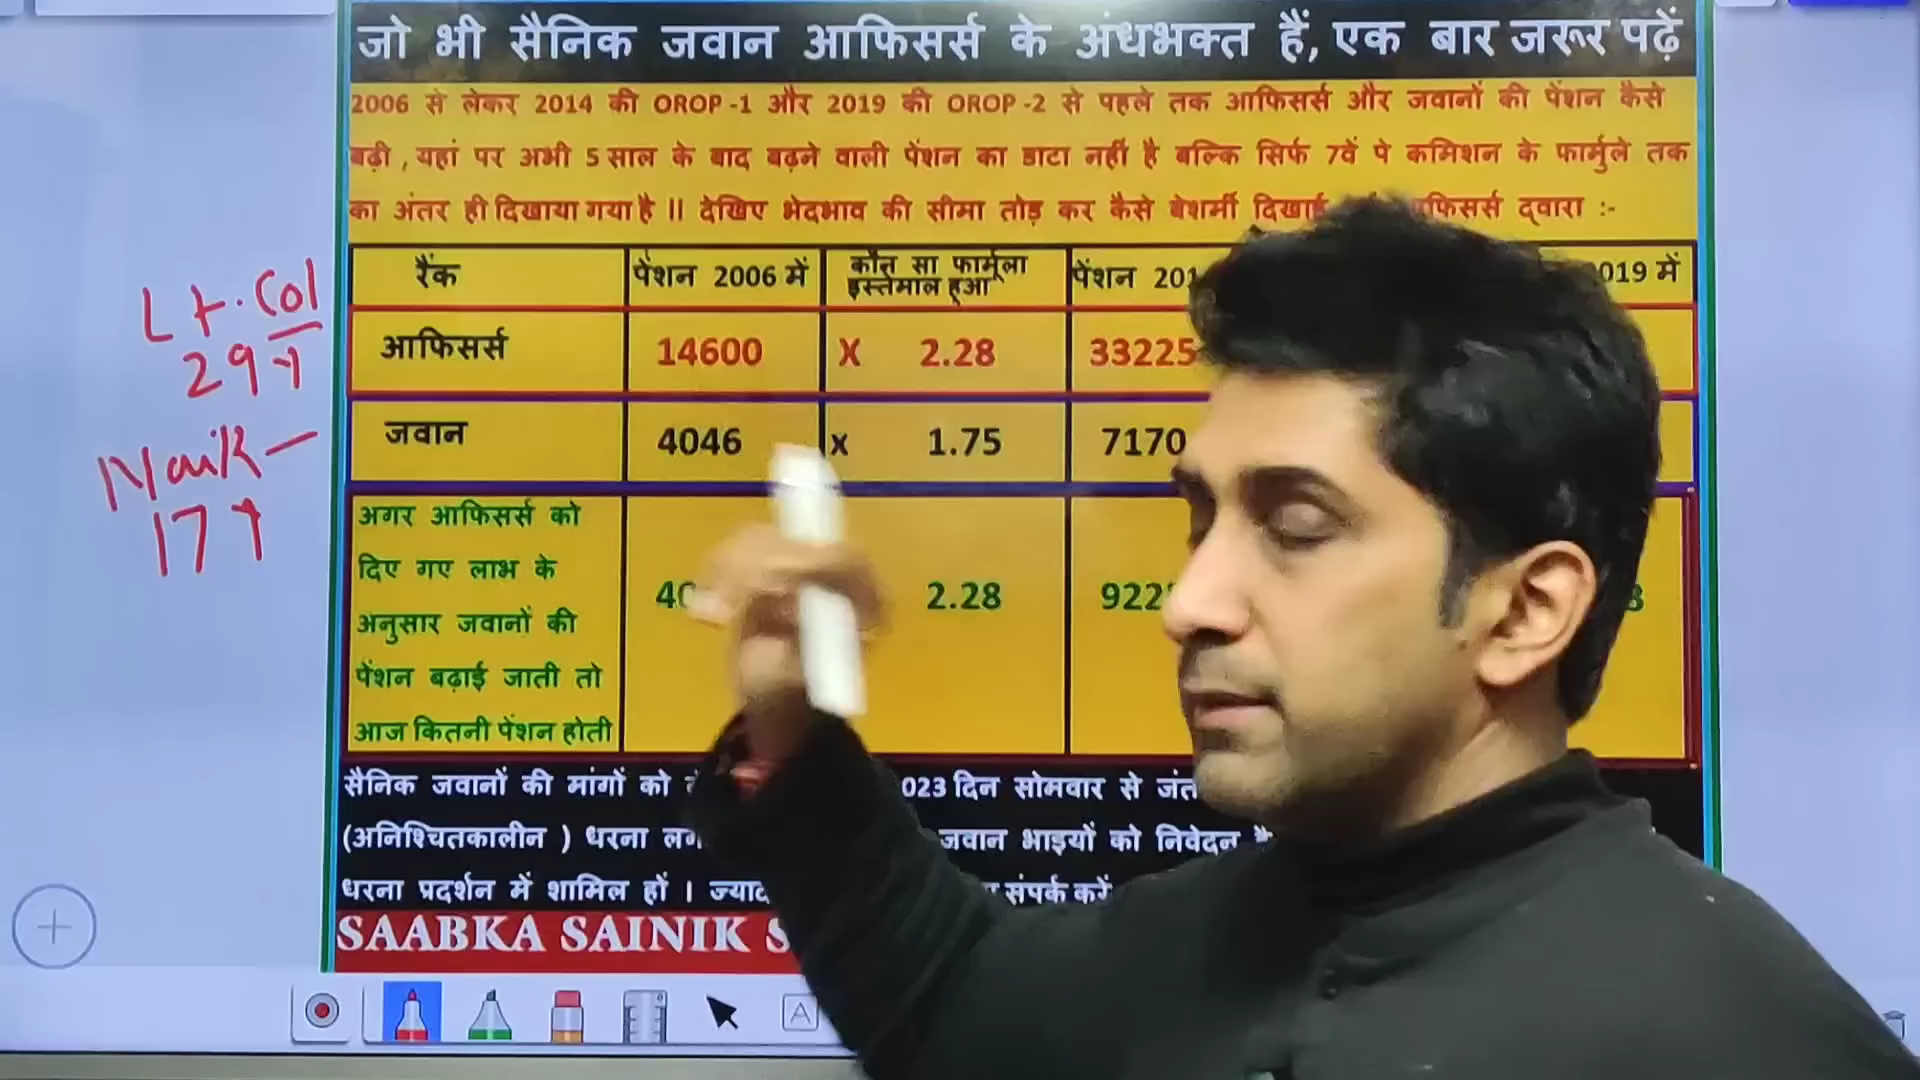 जो भी सैनिक जवान आफिसर्स के अंधभक्त हैं, एक बार जरूर पढ़ें
2006 से लेकर 2014 की OROP -1 और 2019 की OROP -2 से पहले तक आफिसर्स और जवानों की पेंशन कैसे
बढ़ी , यहां पर अभी 5 साल के बाद बढ़ने वाली पेंशन का डाटा नहीं है बल्कि सिर्फ 7वें पे कमिशन के फार्मुले तक
का अंतर ही दिखाया गया है ।। देखिए भेदभाव की सीमा तोड़ कर कैसे बेशर्मी द्वारा :-
रैंक पेंशन 2006 में कौन सा फार्मूला पेंशन 2019 में
इस्तेमाल हुआ
आफिसर्स 14600 X 2.28 33225
जवान 4046 x 1.75 7170
अगर आफिसर्स को
दिए गए लाभ के
अनुसार जवानों की 2.28
पेंशन बढ़ाई जाती तो
आज कितनी पेंशन होती
Lt. Col
29
Naik —
17
सैनिक जवानों की मांगों को दिन सोमवार से
(अनिश्चितकालीन ) धरना जवान भाइयों को निवेदन
धरना प्रदर्शन में शामिल हों । संपर्क करें
SAABKA SAINIK
A